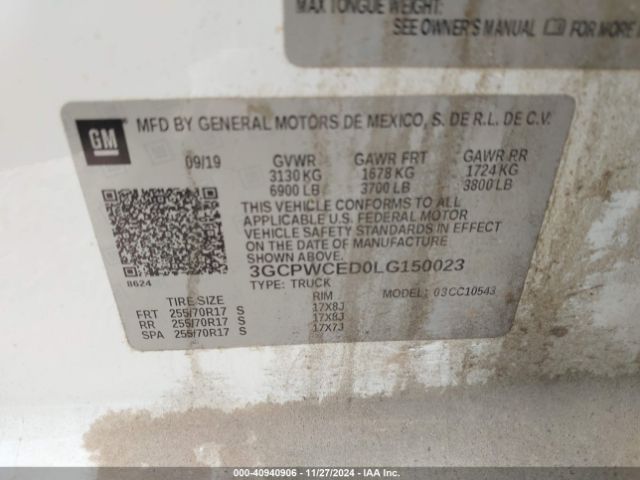 MAX TONGUE WEIGHT:
SEE OWNER'S MANUAL FOR MORE
GM
MFD BY GENERAL MOTORS DE MEXICO, S. DE R.L. DE C.V.
09/19 GVWR GAWR FRT GAWR RR
3130 KG 1678 KG 1724 KG
6900 LB 3700 LB 3800 LB
THIS VEHICLE CONFORMS TO ALL
APPLICABLE U.S. FEDERAL MOTOR
VEHICLE SAFETY STANDARDS IN EFFECT
ON THE DATE OF MANUFACTURE SHOWN ABOVE.
3GCPWCED0LG150023
8624 TYPE: TRUCK MODEL: 03CC10543
TIRE SIZE RIM
FRT 255/70R17 S 17X8J
RR 255/70R17 S 17X8J
SPA 255/70R17 S 17X7J
000-40940906 - 11/27/2024 - IAA Inc.